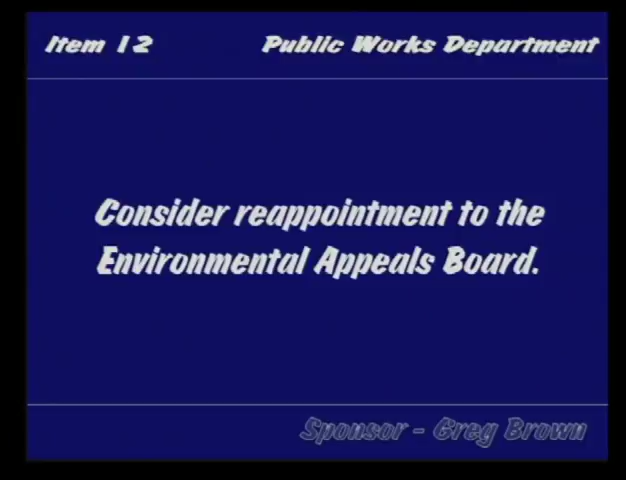 Item 12 Public Works Department
Consider reappointment to the
Environmental Appeals Board.
Sponsor - Greg Brown